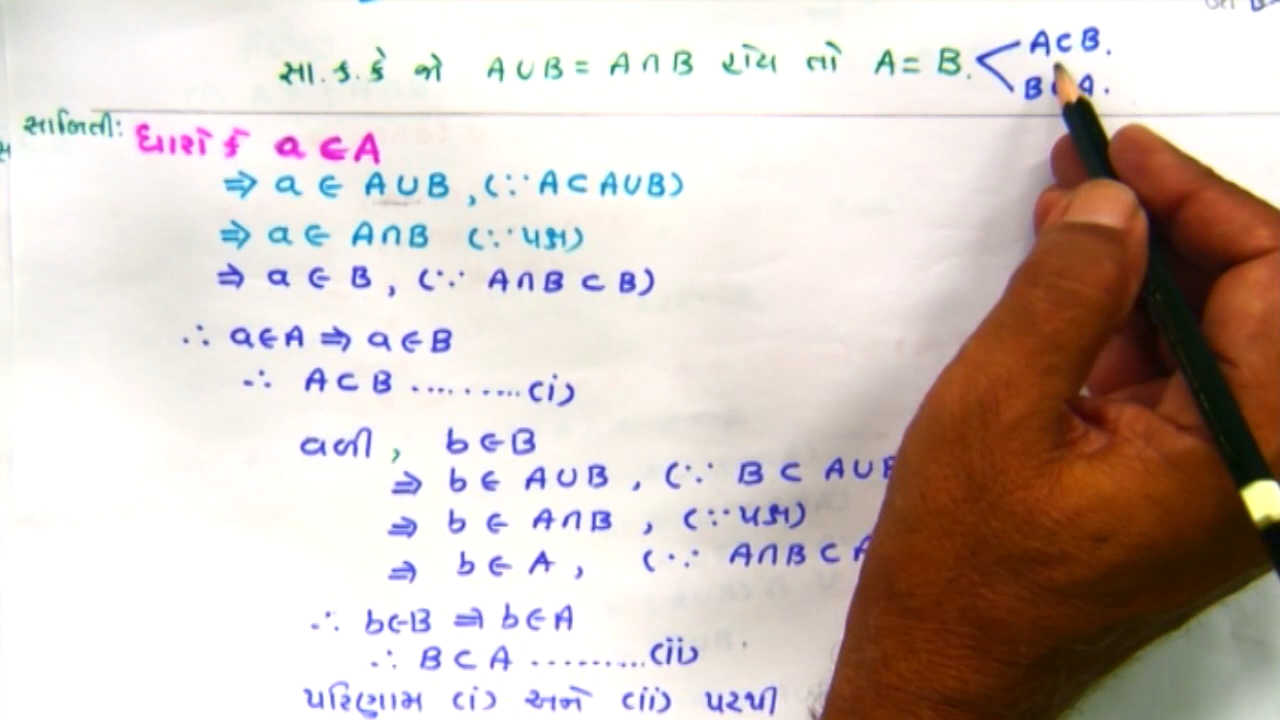 સા.ક.કે જો A∪B = A∩B હોય તો A = B. A⊂B.
B⊂A.
સાબિતી: ધારો કે a ∈ A
⇒ a ∈ A∪B, (∵ A⊂A∪B)
⇒ a ∈ A∩B (∵ પક્ષ)
⇒ a ∈ B, (∵ A∩B ⊂ B)
∴ a∈A ⇒ a∈B
∴ A⊂B ..........(i)
વળી, b∈B
⇒ b∈ A∪B, (∵ B ⊂ A∪B
⇒ b ∈ A∩B, (∵ પક્ષ)
⇒ b∈A, (∵ A∩B ⊂ A
∴ b∈B ⇒ b∈A
∴ B⊂A ..........(ii)
પરિણામ (i) અને (ii) પરથી